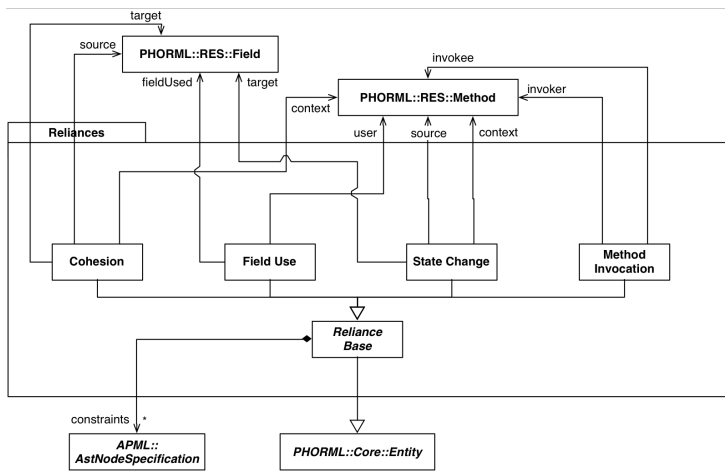 target
source
PHORML::RES::Field
fieldUsed
target
invokee
PHORML::RES::Method
invoker
context
user
source
context
Reliances
Cohesion
Field Use
State Change
Method
Invocation
Reliance
Base
constraints
*
APML::
AstNodeSpecification
PHORML::Core::Entity